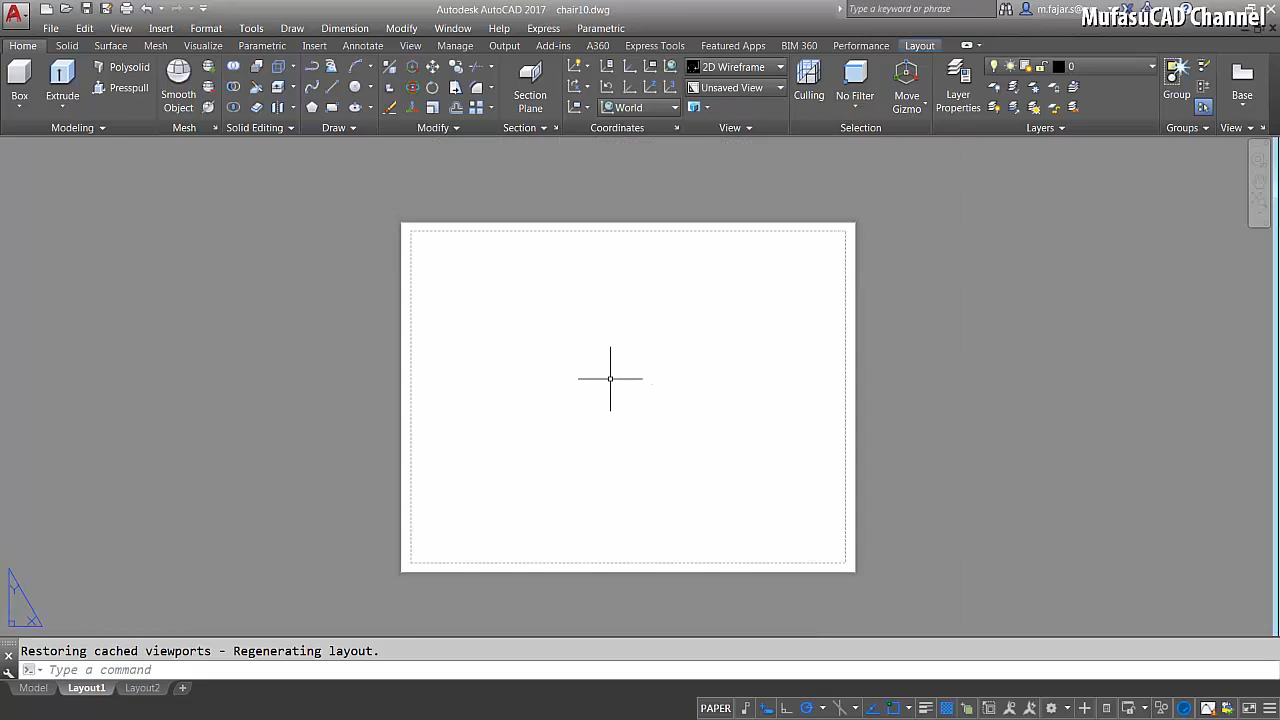 Autodesk AutoCAD 2017 chair10.dwg
Type a keyword or phrase
m.fajar.s@
MufasuCAD Channel
File Edit View Insert Format Tools Draw Dimension Modify Window Help Express Parametric
Home Solid Surface Mesh Visualize Parametric Insert Annotate View Manage Output Add-ins A360 Express Tools Featured Apps BIM 360 Performance Layout
Box
Extrude
Polysolid
Presspull
Smooth
Object
Section
Plane
2D Wireframe
Unsaved View
World
Culling
No Filter
Move
Gizmo
Layer
Properties
0
Group
Base
Modeling Mesh Solid Editing Draw Modify Section Coordinates View Selection Layers Groups View
Y
X
Restoring cached viewports - Regenerating layout.
Type a command
Model Layout1 Layout2
PAPER